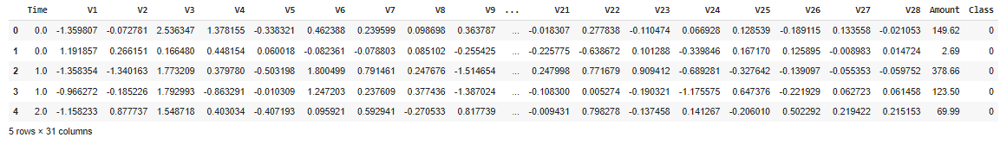 Time V1 V2 V3 V4 V5 V6 V7 V8 V9 ... V21 V22 V23 V24 V25 V26 V27 V28 Amount Class
0 0.0 -1.359807 -0.072781 2.536347 1.378155 -0.338321 0.462388 0.239599 0.098698 0.363787 ... -0.018307 0.277838 -0.110474 0.066928 0.128539 -0.189115 0.133558 -0.021053 149.62 0
1 0.0 1.191857 0.266151 0.166480 0.448154 0.060018 -0.082361 -0.078803 0.085102 -0.255425 ... -0.225775 -0.638672 0.101288 -0.339846 0.167170 0.125895 -0.008983 0.014724 2.69 0
2 1.0 -1.358354 -1.340163 1.773209 0.379780 -0.503198 1.800499 0.791461 0.247676 -1.514654 ... 0.247998 0.771679 0.909412 -0.689281 -0.327642 -0.139097 -0.055353 -0.059752 378.66 0
3 1.0 -0.966272 -0.185226 1.792993 -0.863291 -0.010309 1.247203 0.237609 0.377436 -1.387024 ... -0.108300 0.005274 -0.190321 -1.175575 0.647376 -0.221929 0.062723 0.061458 123.50 0
4 2.0 -1.158233 0.877737 1.548718 0.403034 -0.407193 0.095921 0.592941 -0.270533 0.817739 ... -0.009431 0.798278 -0.137458 0.141267 -0.206010 0.502292 0.219422 0.215153 69.99 0
5 rows × 31 columns